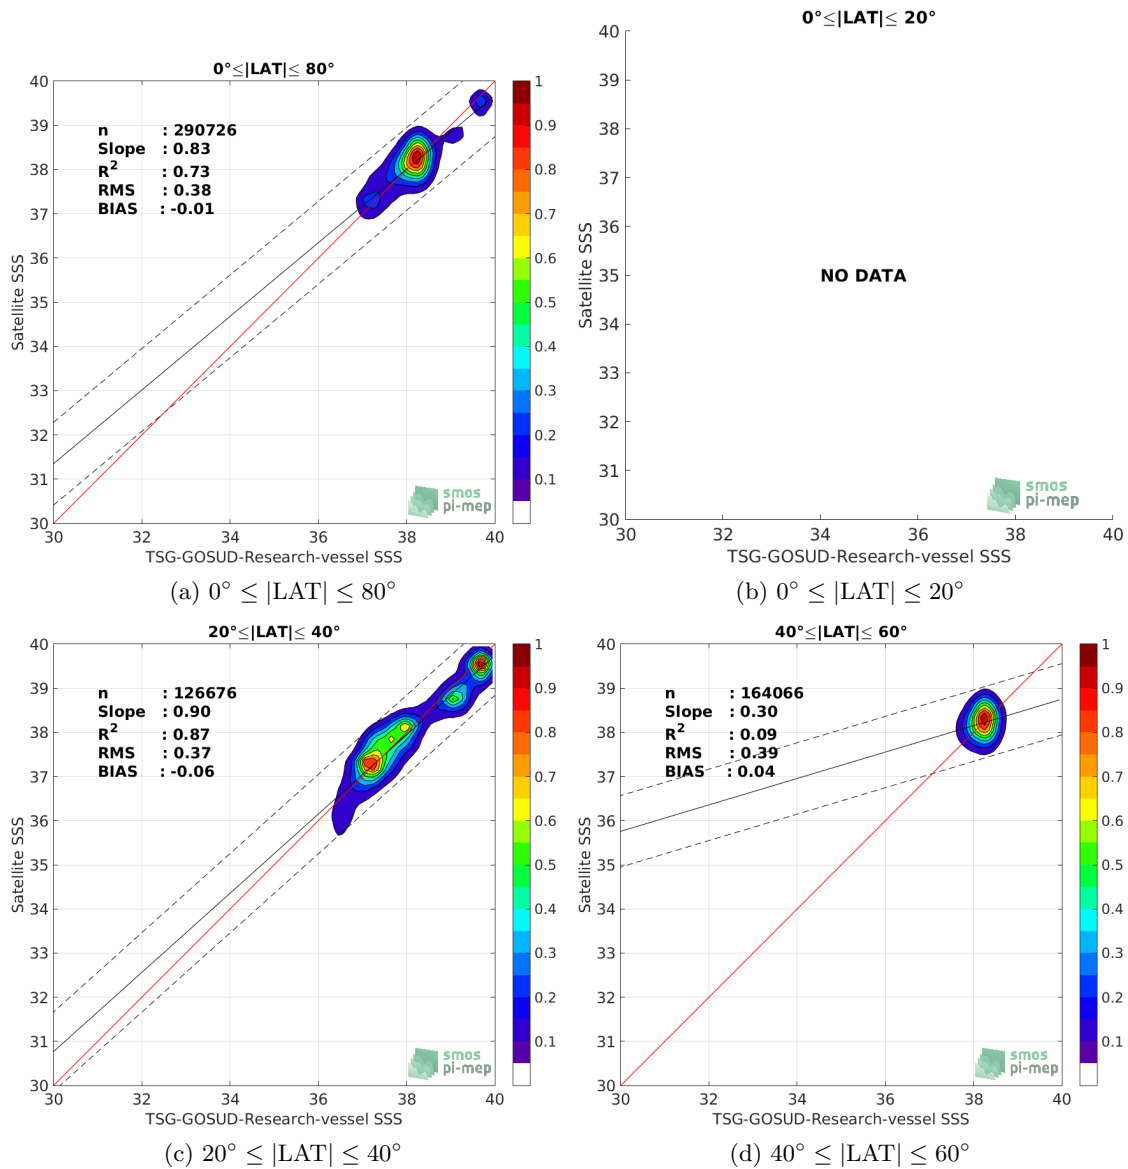 0°≤|LAT|≤ 80°
40
39
38
37
36
35
34
33
32
31
30
Satellite SSS
n : 290726
Slope : 0.83
R2 : 0.73
RMS : 0.38
BIAS : -0.01
smos
pi-mep
30 32 34 36 38 40
TSG-GOSUD-Research-vessel SSS
1
0.9
0.8
0.7
0.6
0.5
0.4
0.3
0.2
0.1
(a) 0° ≤ |LAT| ≤ 80°
0°≤|LAT|≤ 20°
40
39
38
37
36
35
34
33
32
31
30
Satellite SSS
NO DATA
smos
pi-mep
30 32 34 36 38 40
TSG-GOSUD-Research-vessel SSS
(b) 0° ≤ |LAT| ≤ 20°
20°≤|LAT|≤ 40°
40
39
38
37
36
35
34
33
32
31
30
Satellite SSS
n : 126676
Slope : 0.90
R2 : 0.87
RMS : 0.37
BIAS : -0.06
smos
pi-mep
30 32 34 36 38 40
TSG-GOSUD-Research-vessel SSS
1
0.9
0.8
0.7
0.6
0.5
0.4
0.3
0.2
0.1
(c) 20° ≤ |LAT| ≤ 40°
40°≤|LAT|≤ 60°
40
39
38
37
36
35
34
33
32
31
30
Satellite SSS
n : 164066
Slope : 0.30
R2 : 0.09
RMS : 0.39
BIAS : 0.04
smos
pi-mep
30 32 34 36 38 40
TSG-GOSUD-Research-vessel SSS
1
0.9
0.8
0.7
0.6
0.5
0.4
0.3
0.2
0.1
(d) 40° ≤ |LAT| ≤ 60°